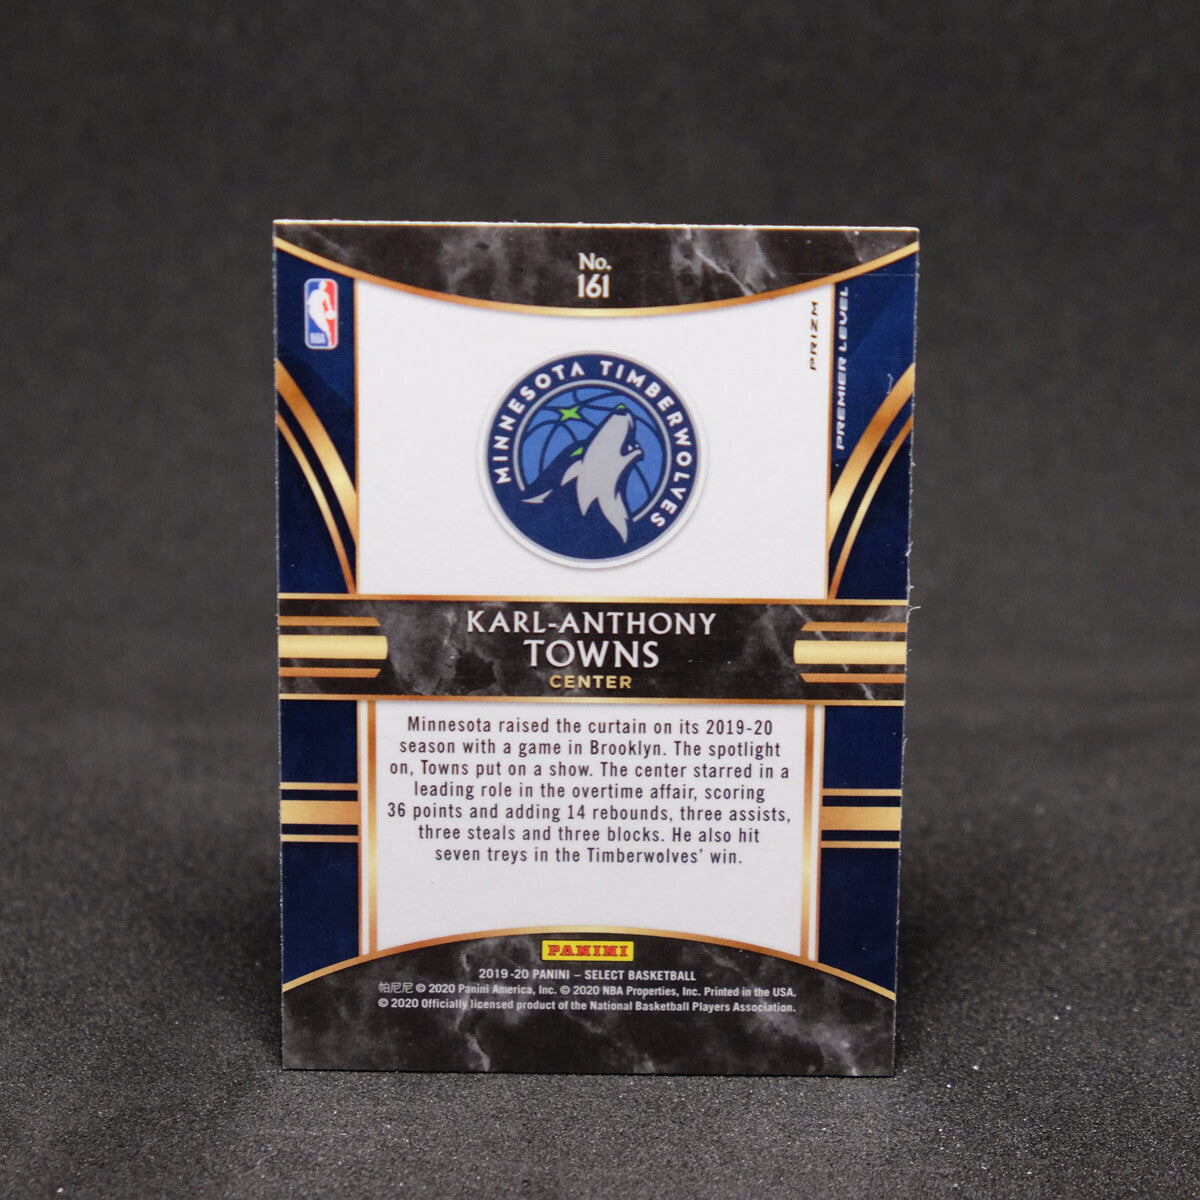 No.
161
NBA
PRIZM
PREMIER LEVEL
MINNESOTA TIMBERWOLVES
KARL-ANTHONY
TOWNS
CENTER
Minnesota raised the curtain on its 2019-20
season with a game in Brooklyn. The spotlight
on, Towns put on a show. The center starred in a
leading role in the overtime affair, scoring
36 points and adding 14 rebounds, three assists,
three steals and three blocks. He also hit
seven treys in the Timberwolves' win.
PANINI
2019-20 PANINI – SELECT BASKETBALL
帕尼尼 © 2020 Panini America, Inc. © 2020 NBA Properties, Inc. Printed in the USA.
© 2020 Officially licensed product of the National Basketball Players Association.